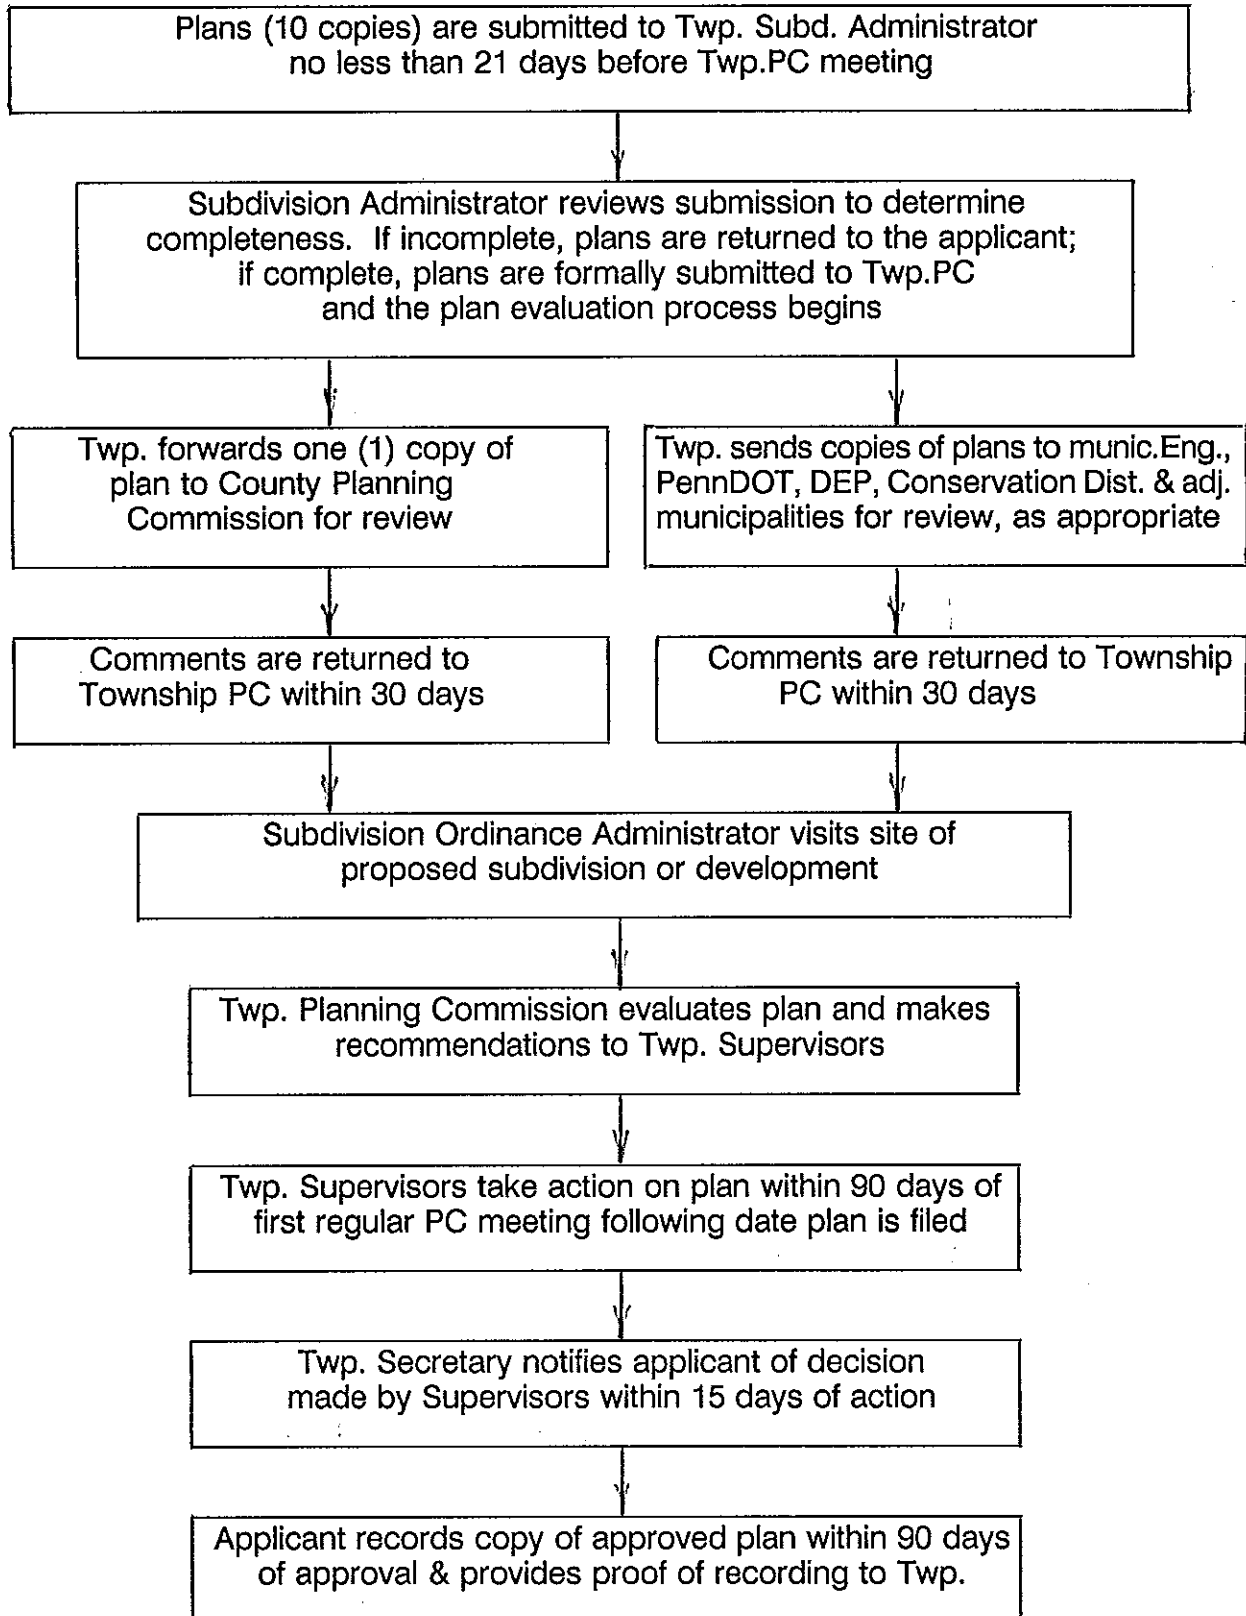 Plans (10 copies) are submitted to Twp. Subd. Administrator
no less than 21 days before Twp.PC meeting
Subdivision Administrator reviews submission to determine
completeness. If incomplete, plans are returned to the applicant;
if complete, plans are formally submitted to Twp.PC
and the plan evaluation process begins
Twp. forwards one (1) copy of
plan to County Planning
Commission for review
Twp. sends copies of plans to munic.Eng.,
PennDOT, DEP, Conservation Dist. & adj.
municipalities for review, as appropriate
Comments are returned to
Township PC within 30 days
Comments are returned to Township
PC within 30 days
Subdivision Ordinance Administrator visits site of
proposed subdivision or development
Twp. Planning Commission evaluates plan and makes
recommendations to Twp. Supervisors
Twp. Supervisors take action on plan within 90 days of
first regular PC meeting following date plan is filed
Twp. Secretary notifies applicant of decision
made by Supervisors within 15 days of action
Applicant records copy of approved plan within 90 days
of approval & provides proof of recording to Twp.